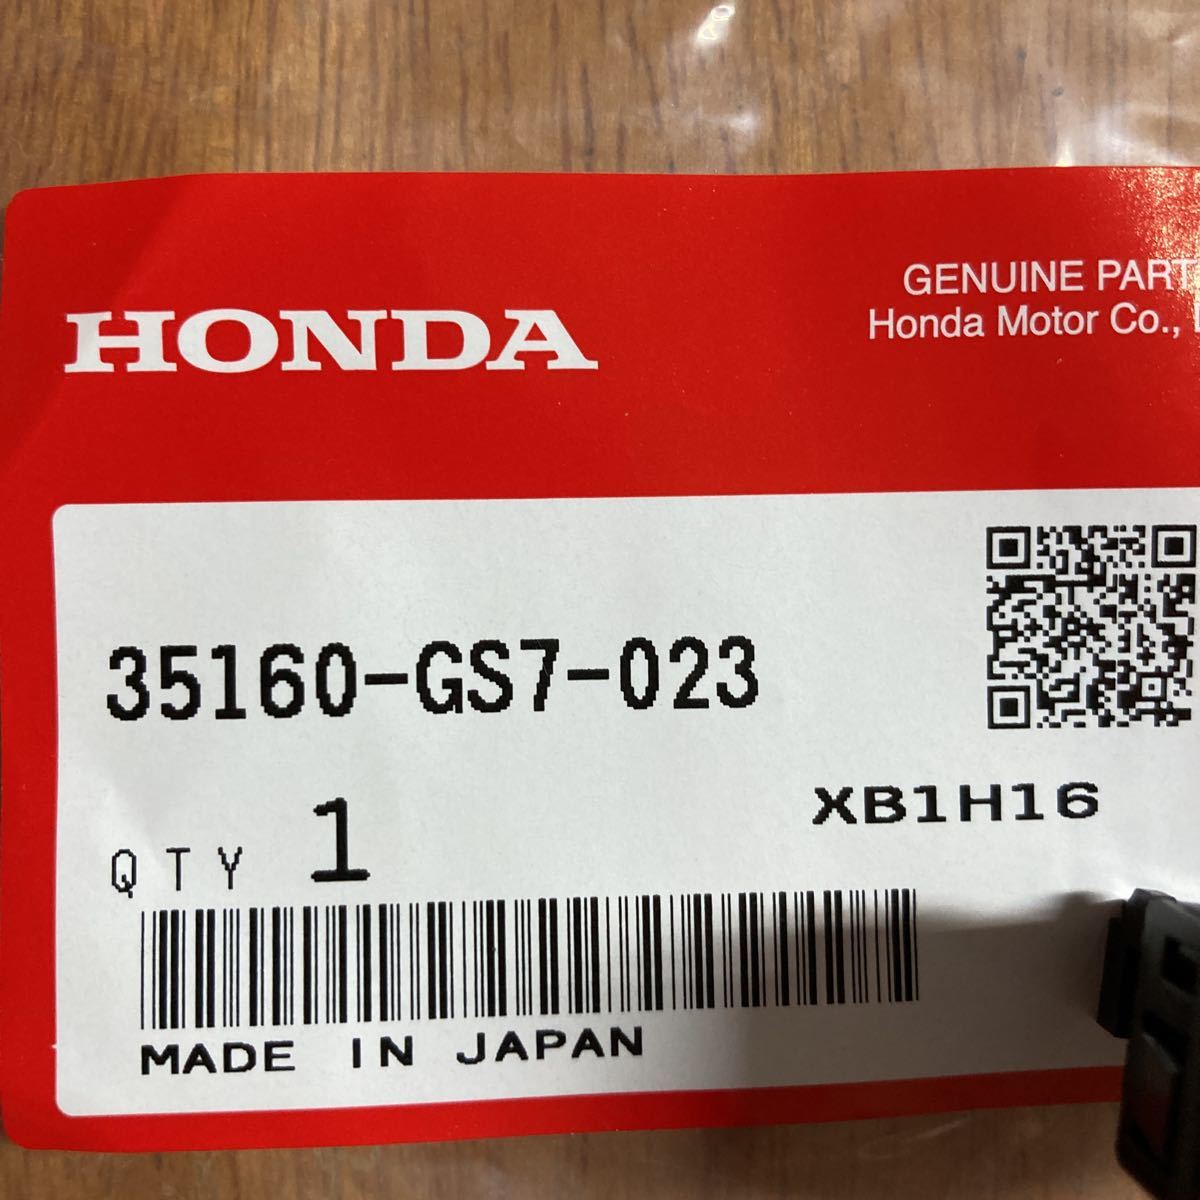 HONDA
GENUINE PART
Honda Motor Co.,
35160-GS7-023
XB1H16
QTY 1
MADE IN JAPAN